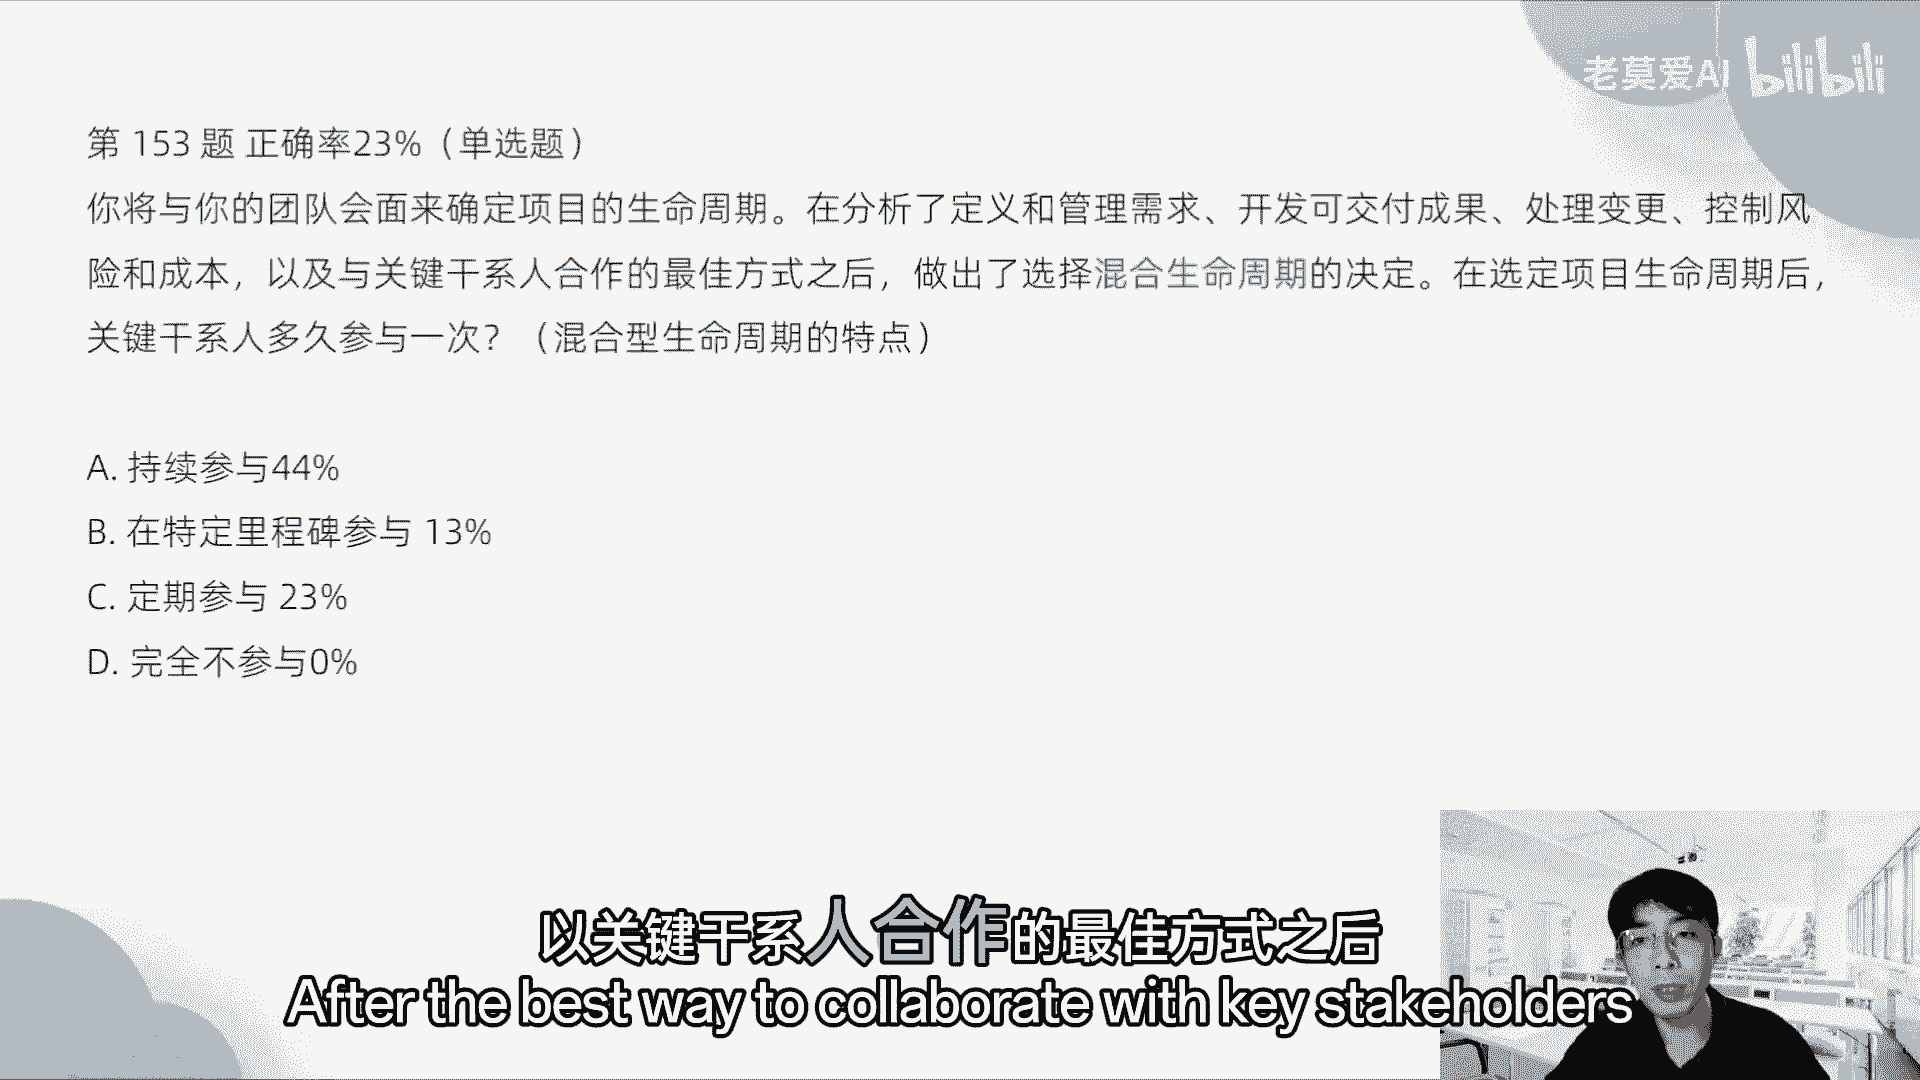 老莫爱AI bilibili
第 153 题 正确率23%（单选题）
你将与你的团队会面来确定项目的生命周期。在分析了定义和管理需求、开发可交付成果、处理变更、控制风
险和成本，以及与关键干系人合作的最佳方式之后，做出了选择混合生命周期的决定。在选定项目生命周期后，
关键干系人多久参与一次？（混合型生命周期的特点）
A. 持续参与44%
B. 在特定里程碑参与 13%
C. 定期参与 23%
D. 完全不参与0%
以关键干系人合作的最佳方式之后
After the best way to collaborate with key stakeholders